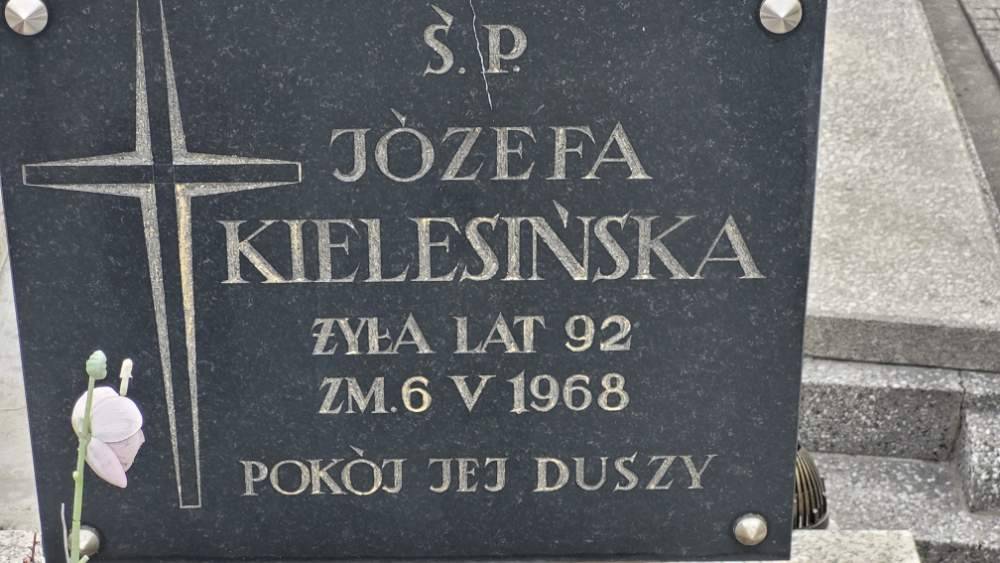 Ś.P.
JÓZEFA
KIELESIŃSKA
ŻYŁA LAT 92
ZM. 6 V 1968
POKÓJ JEJ DUSZY